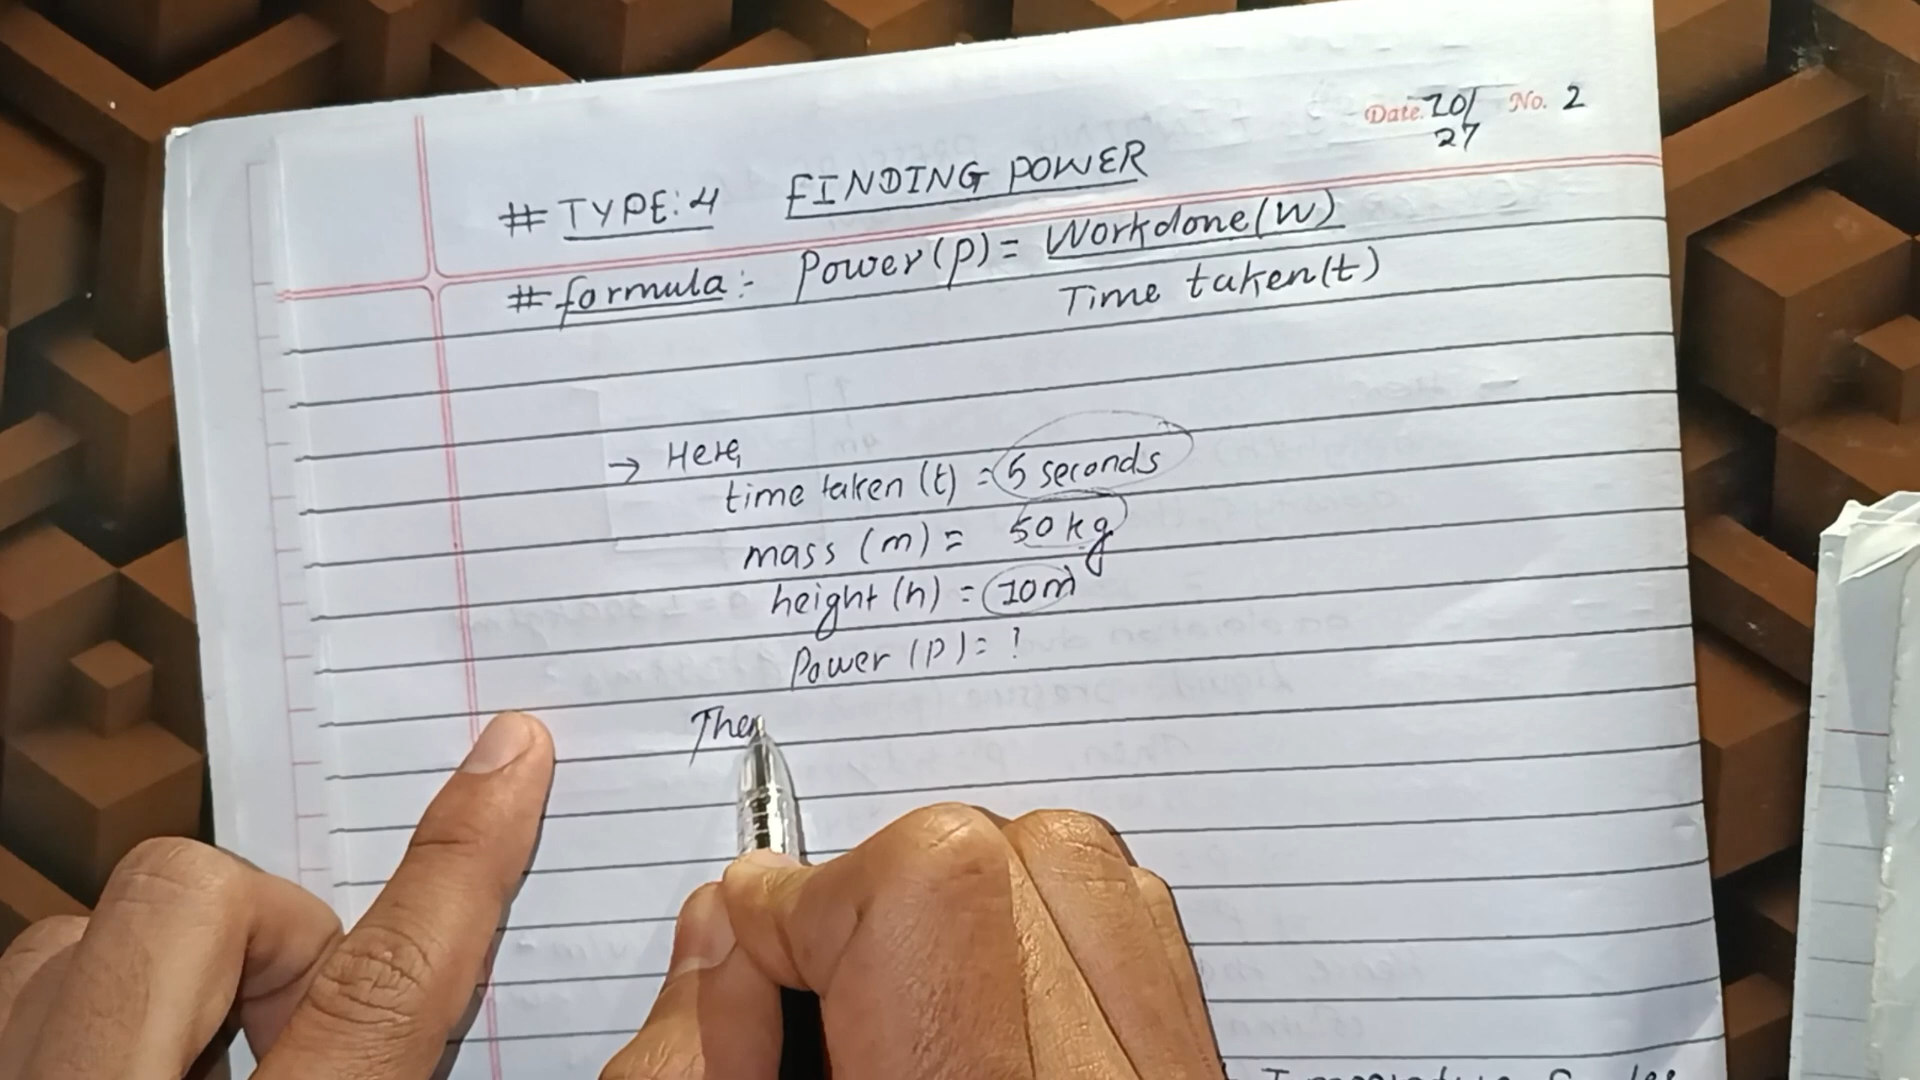 Date. 20/ No. 2
27
# TYPE:4 FINDING POWER
# formula:- Power(p)= Workdone(W)
Time taken(t)
→ Here,
time taken (t) = 5 seconds
mass (m) = 50 kg
height (h) = 10m
Power (p) = ?
Then